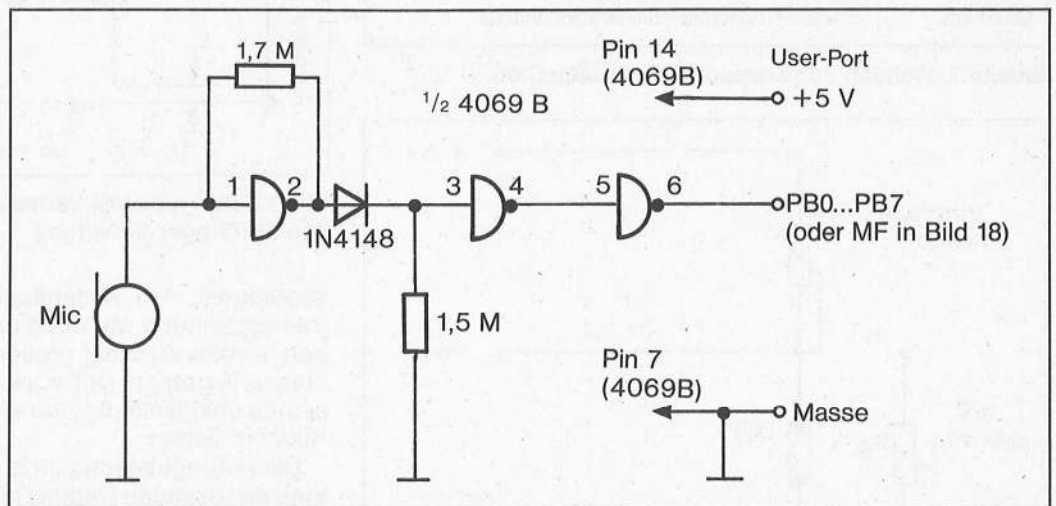 1,7 M
Pin 14
(4069B)
User-Port
+5 V
1/2 4069 B
1
2
3
4
5
6
1N4148
PB0...PB7
(oder MF in Bild 18)
Mic
1,5 M
Pin 7
(4069B)
Masse